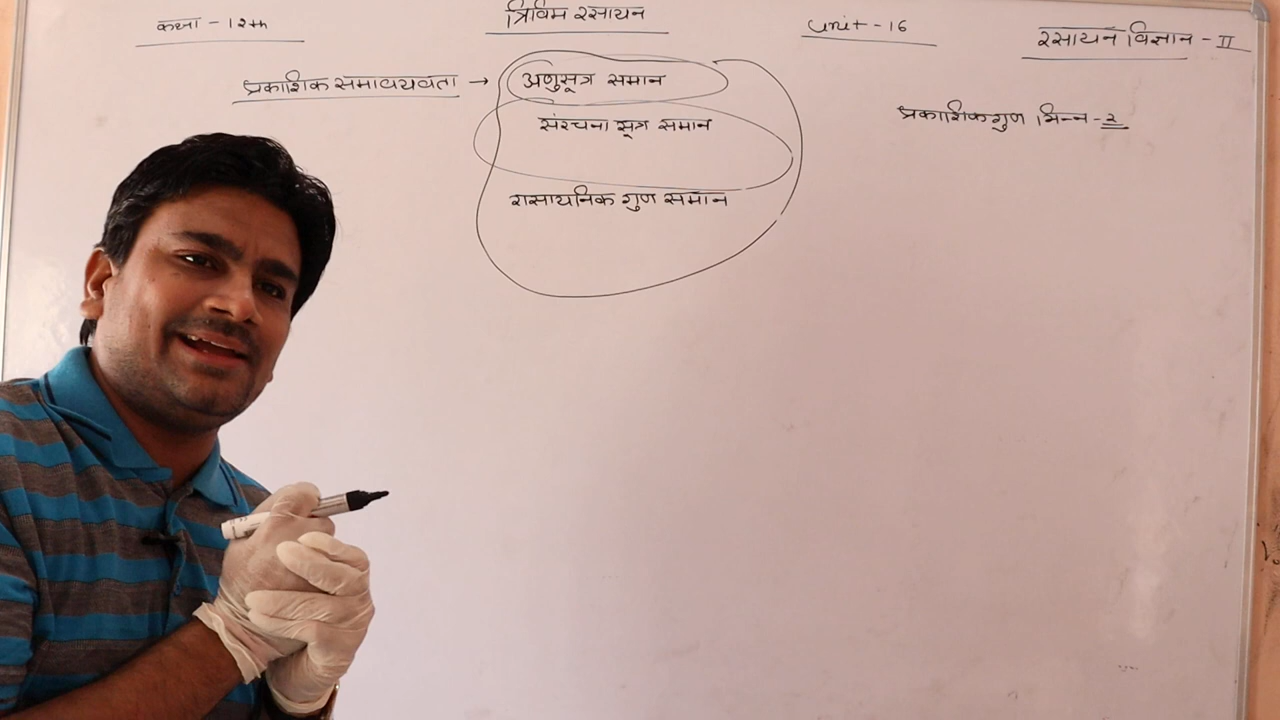 कक्षा - 12th
त्रिविम रसायन
Unit - 16
रसायन विज्ञान - II
प्रकाशिक समावयवता → अणुसूत्र समान
संरचना सूत्र समान
रासायनिक गुण समान
प्रकाशिक गुण भिन्न - २